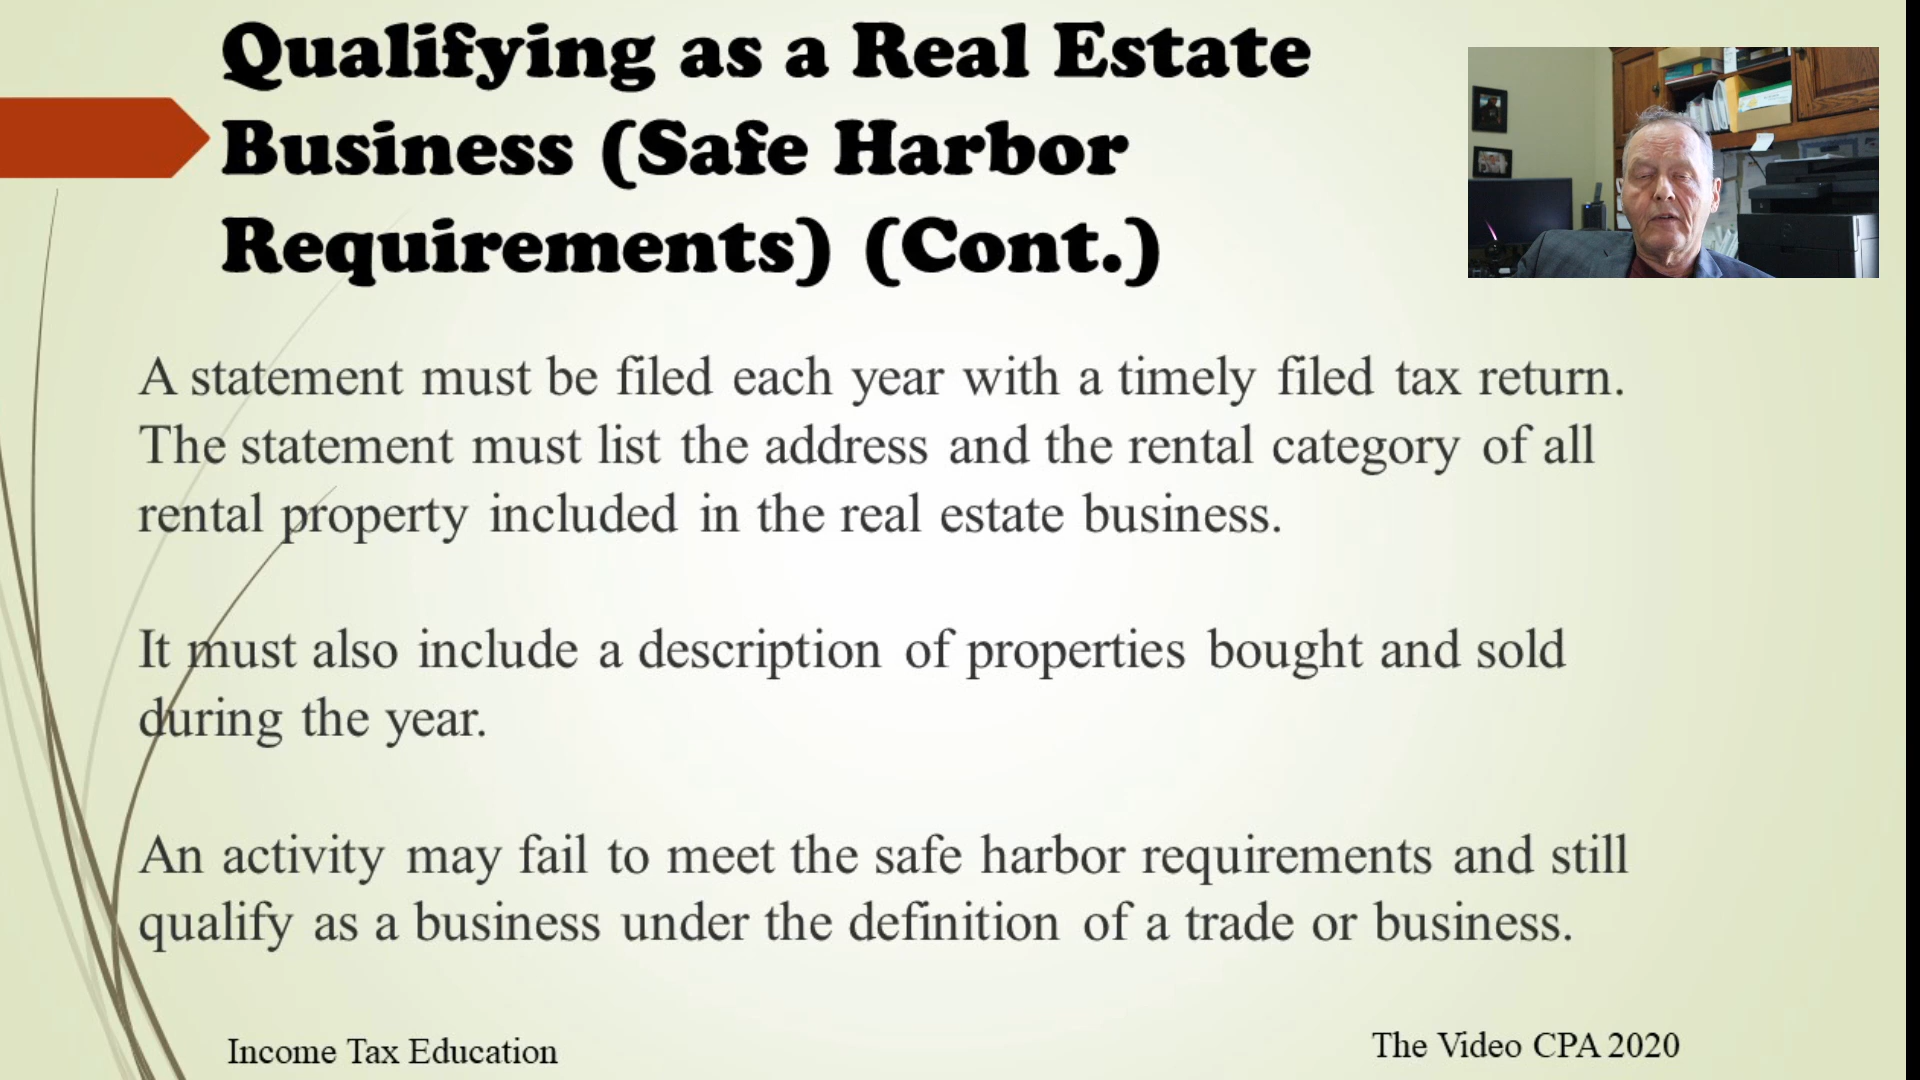 Qualifying as a Real Estate
Business (Safe Harbor
Requirements) (Cont.)
A statement must be filed each year with a timely filed tax return.
The statement must list the address and the rental category of all
rental property included in the real estate business.
It must also include a description of properties bought and sold
during the year.
An activity may fail to meet the safe harbor requirements and still
qualify as a business under the definition of a trade or business.
Income Tax Education
The Video CPA 2020